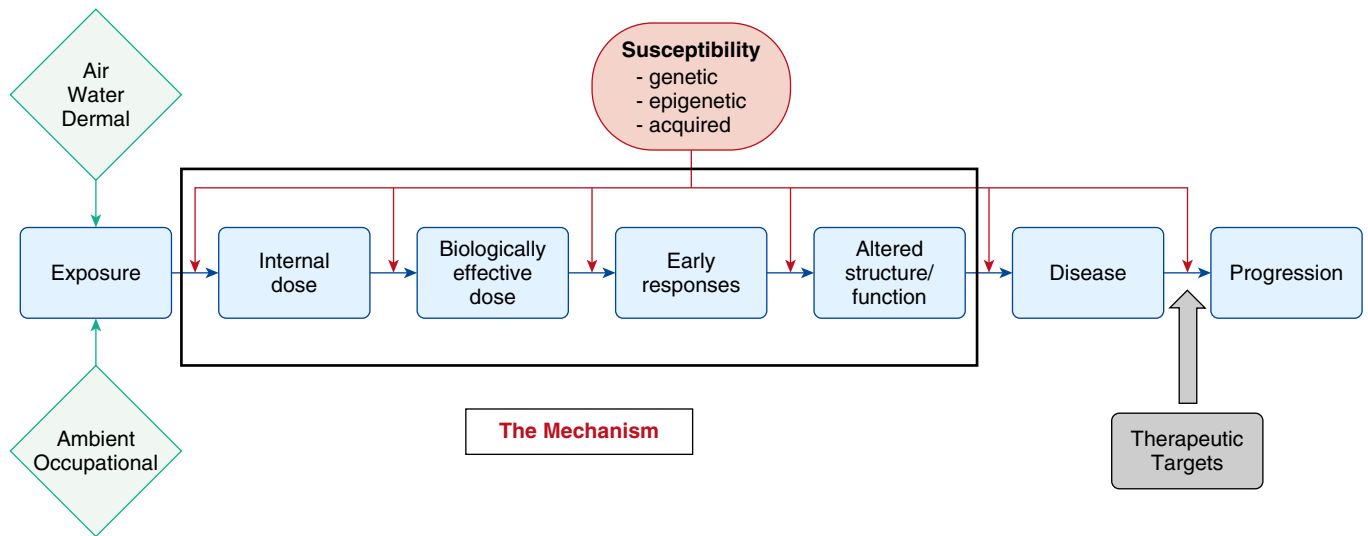 Air
Water
Dermal
Susceptibility
- genetic
- epigenetic
- acquired
Exposure
Internal
dose
Biologically
effective
dose
Early
responses
Altered
structure/
function
Disease
Progression
Ambient
Occupational
The Mechanism
Therapeutic
Targets